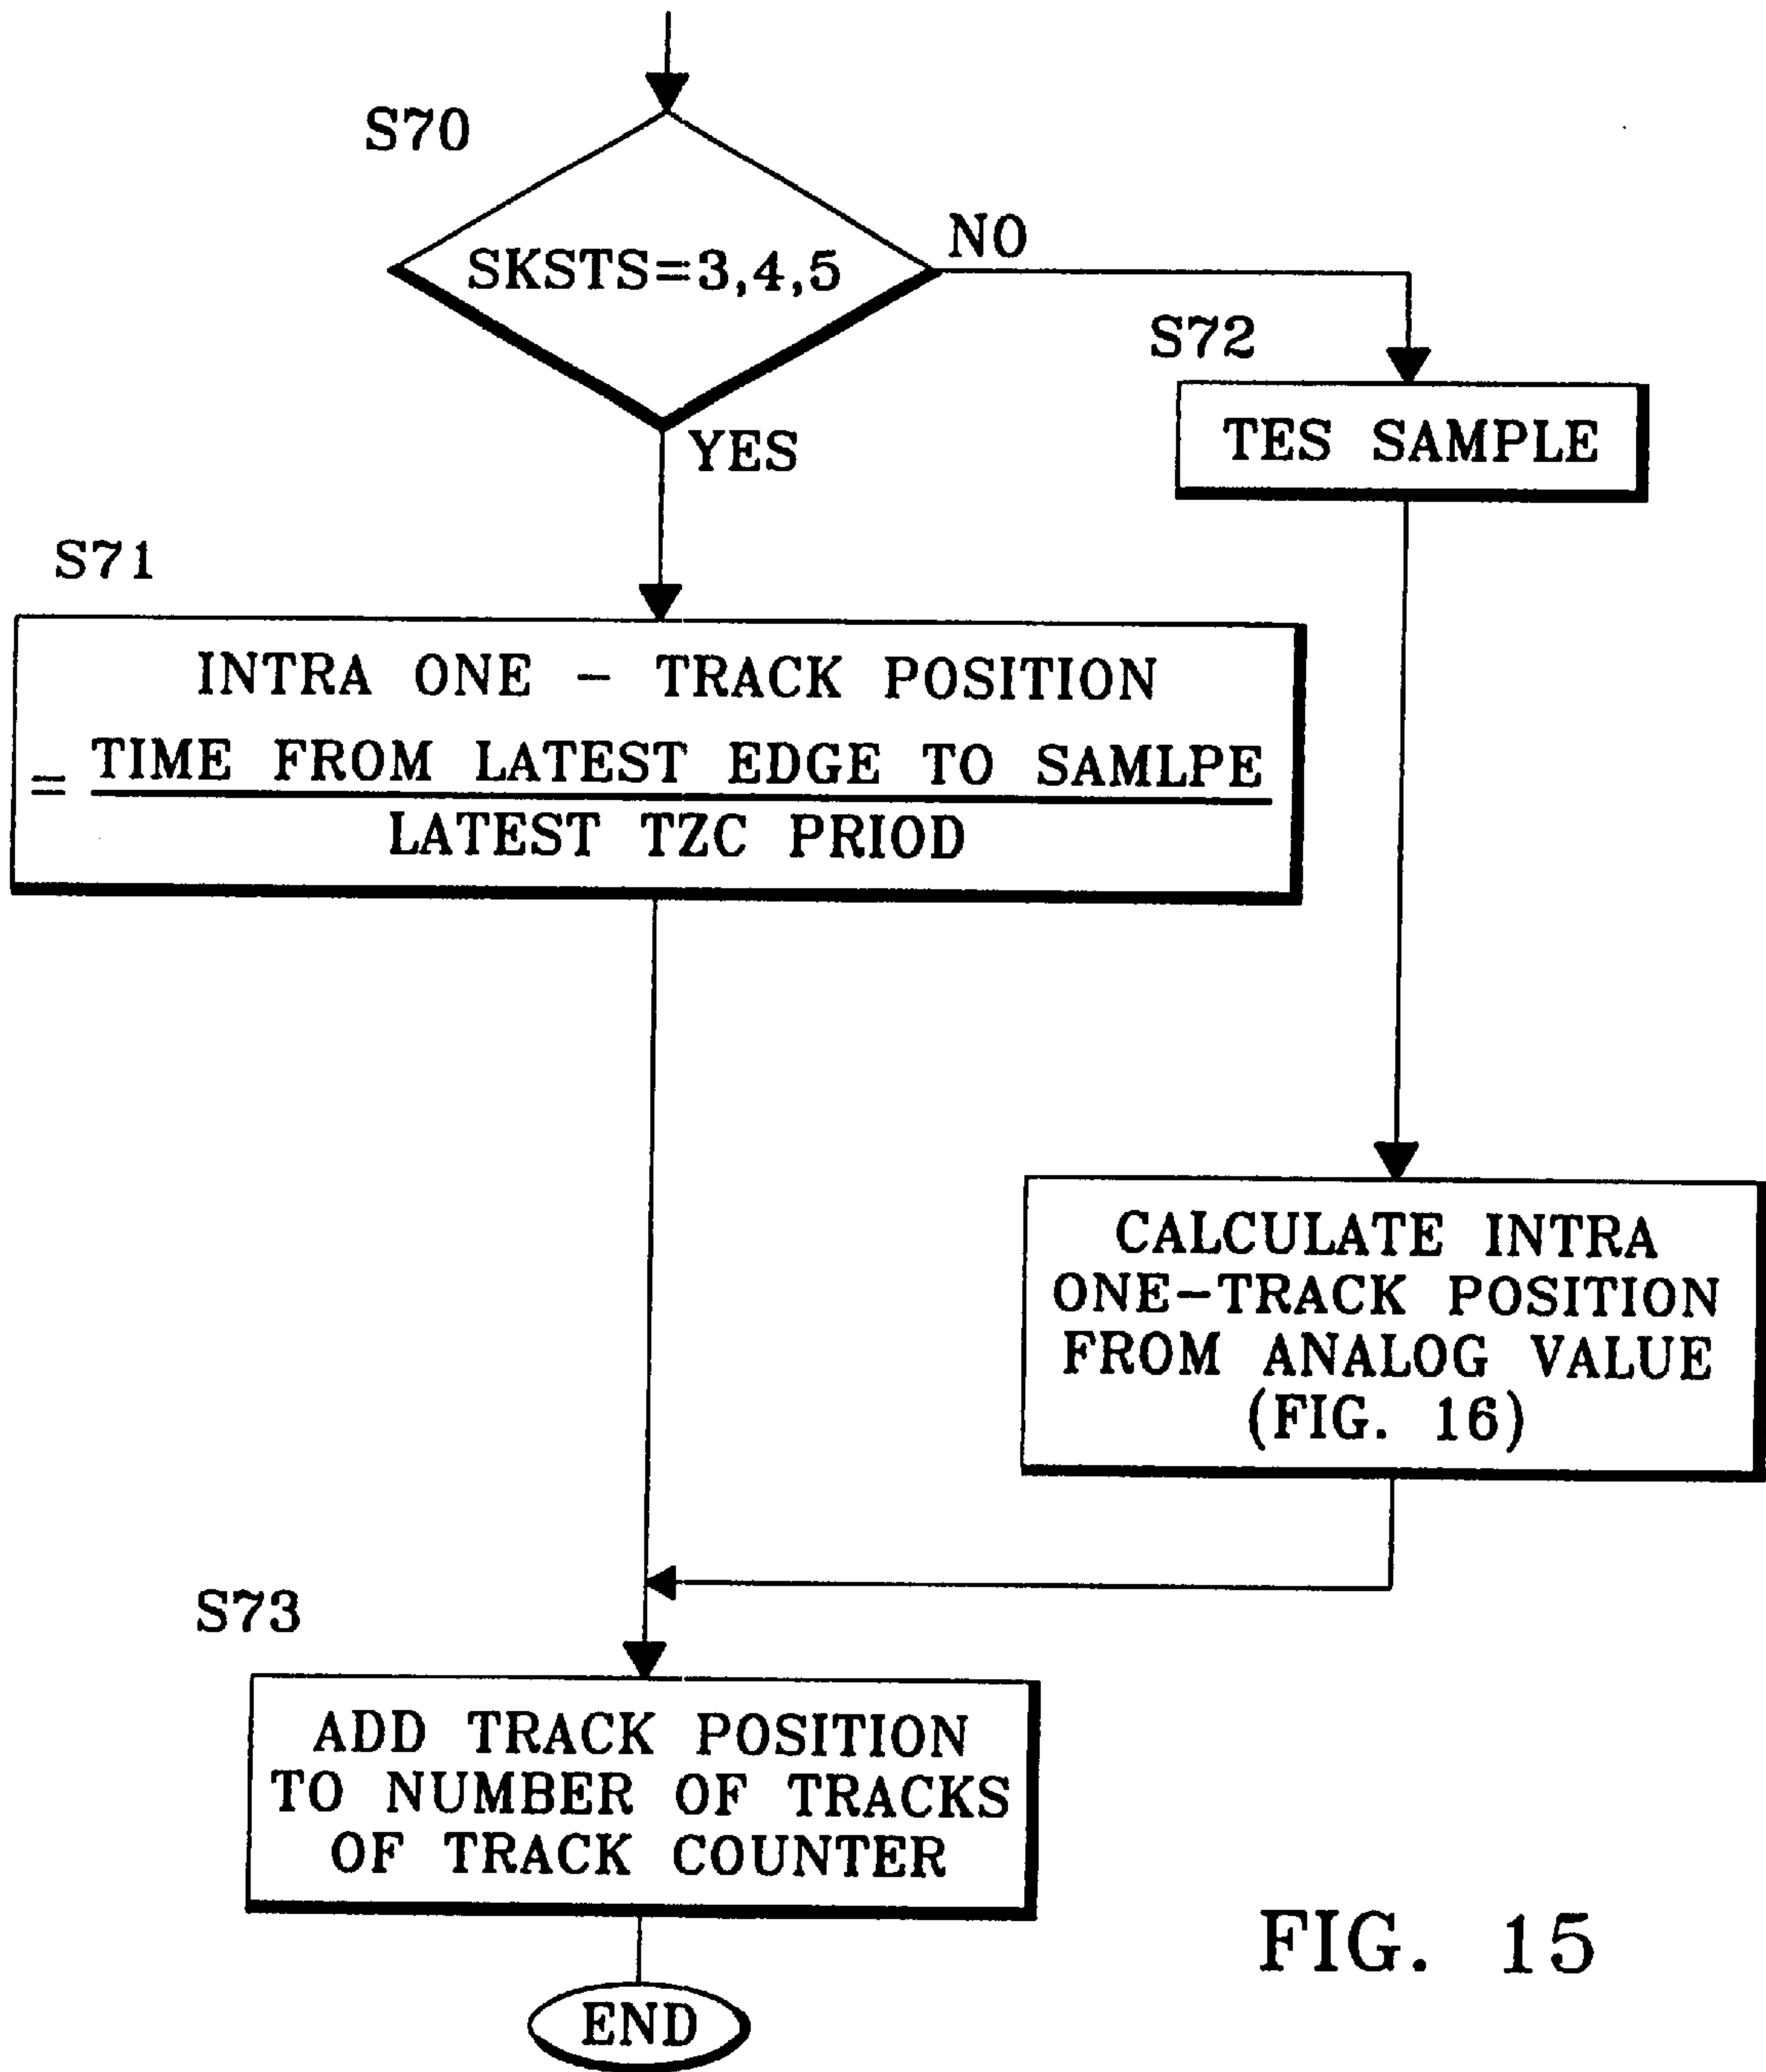 S70
SKSTS=3,4,5
NO
YES
S72
TES SAMPLE
S71
INTRA ONE - TRACK POSITION
= TIME FROM LATEST EDGE TO SAMLPE
LATEST TZC PRIOD
CALCULATE INTRA
ONE-TRACK POSITION
FROM ANALOG VALUE
(FIG. 16)
S73
ADD TRACK POSITION
TO NUMBER OF TRACKS
OF TRACK COUNTER
END
FIG. 15